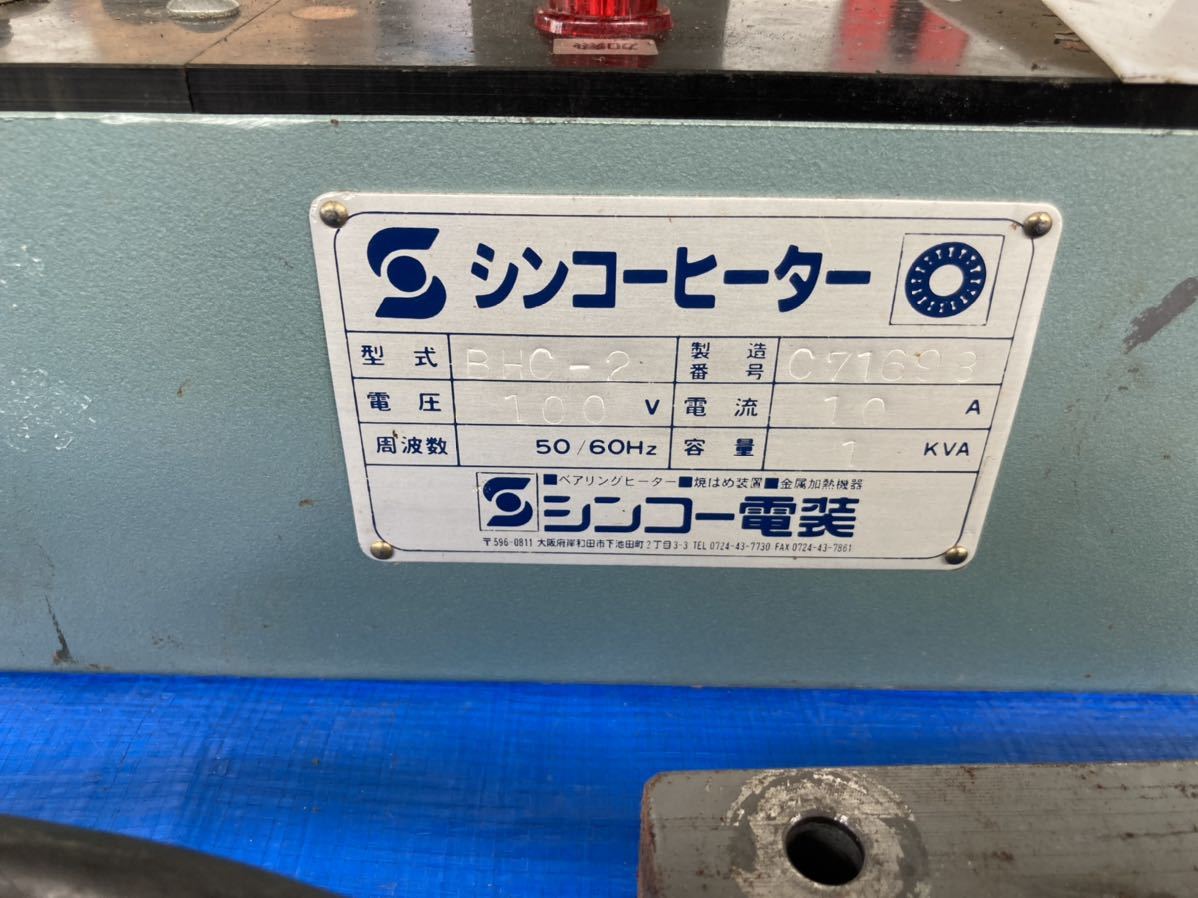 加熱
シンコーヒーター
型式 BHC-2 製造番号 C71693
電圧 100 V 電流 10 A
周波数 50/60Hz 容量 1 KVA
■ベアリングヒーター■焼はめ装置■金属加熱機器
シンコー電装
〒596-0811 大阪府岸和田市下池田町2丁目3-3 TEL 0724-43-7730 FAX 0724-43-7861